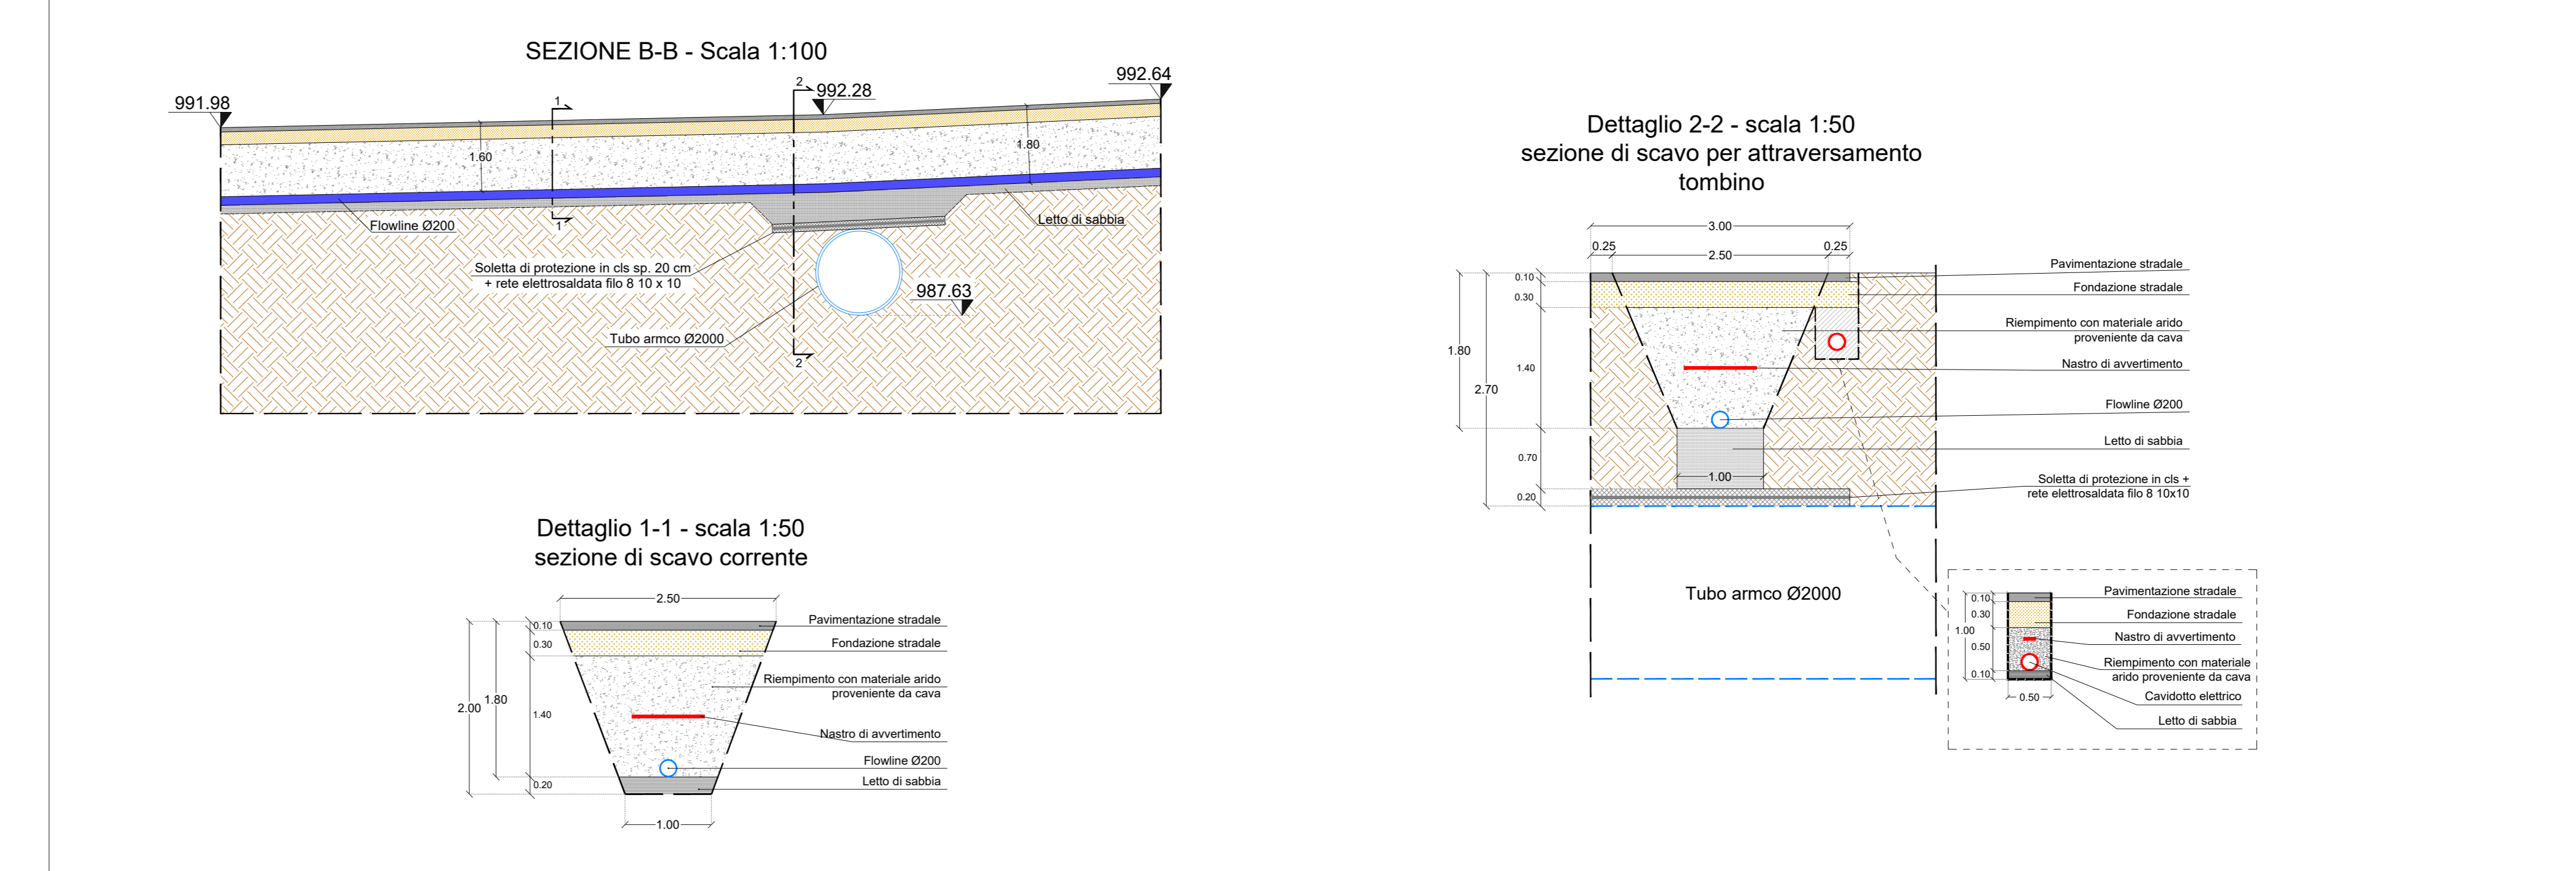 SEZIONE B-B - Scala 1:100
991.98
1
2
992.28
992.64
1.60
1.80
1
Flowline Ø200
Letto di sabbia
Soletta di protezione in cls sp. 20 cm
+ rete elettrosaldata filo 8 10 x 10
987.63
Tubo armco Ø2000
2
Dettaglio 1-1 - scala 1:50
sezione di scavo corrente
2.50
0.10
0.30
1.80
2.00
1.40
0.20
1.00
Pavimentazione stradale
Fondazione stradale
Riempimento con materiale arido
proveniente da cava
Nastro di avvertimento
Flowline Ø200
Letto di sabbia
Dettaglio 2-2 - scala 1:50
sezione di scavo per attraversamento
tombino
3.00
0.25
2.50
0.25
0.10
0.30
1.80
1.40
2.70
0.70
0.20
1.00
Pavimentazione stradale
Fondazione stradale
Riempimento con materiale arido
proveniente da cava
Nastro di avvertimento
Flowline Ø200
Letto di sabbia
Soletta di protezione in cls +
rete elettrosaldata filo 8 10x10
Tubo armco Ø2000
0.10
0.30
1.00
0.50
0.10
0.50
Pavimentazione stradale
Fondazione stradale
Nastro di avvertimento
Riempimento con materiale
arido proveniente da cava
Cavidotto elettrico
Letto di sabbia